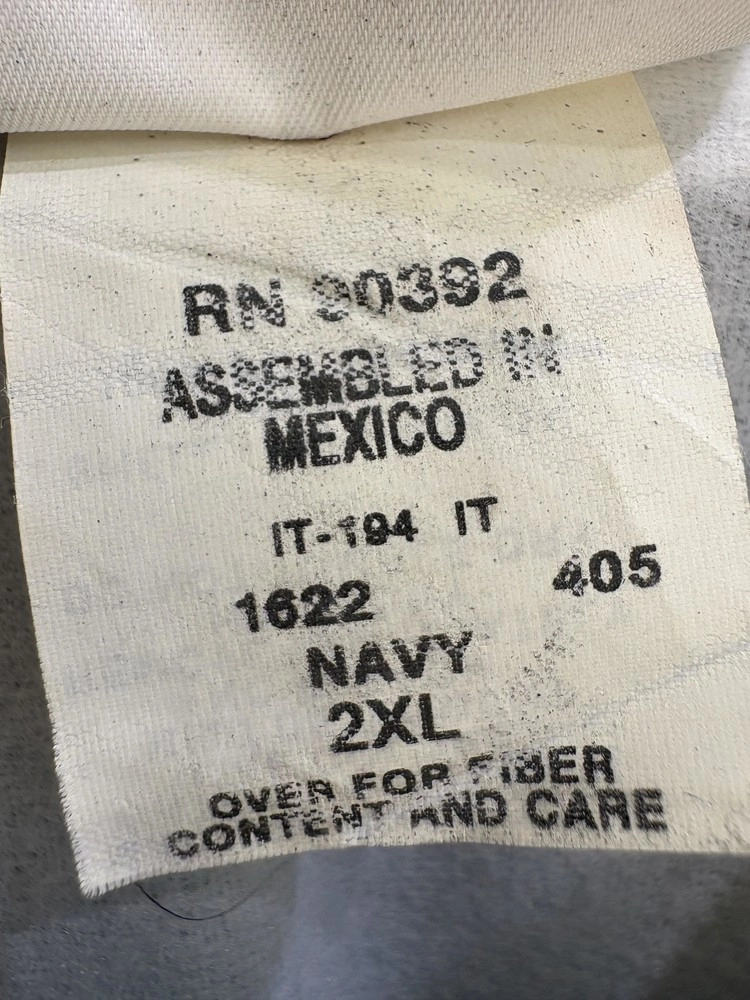 RN 90392
ASSEMBLED IN
MEXICO
IT-194 IT
1622 405
NAVY
2XL
OVER FOR FIBER
CONTENT AND CARE